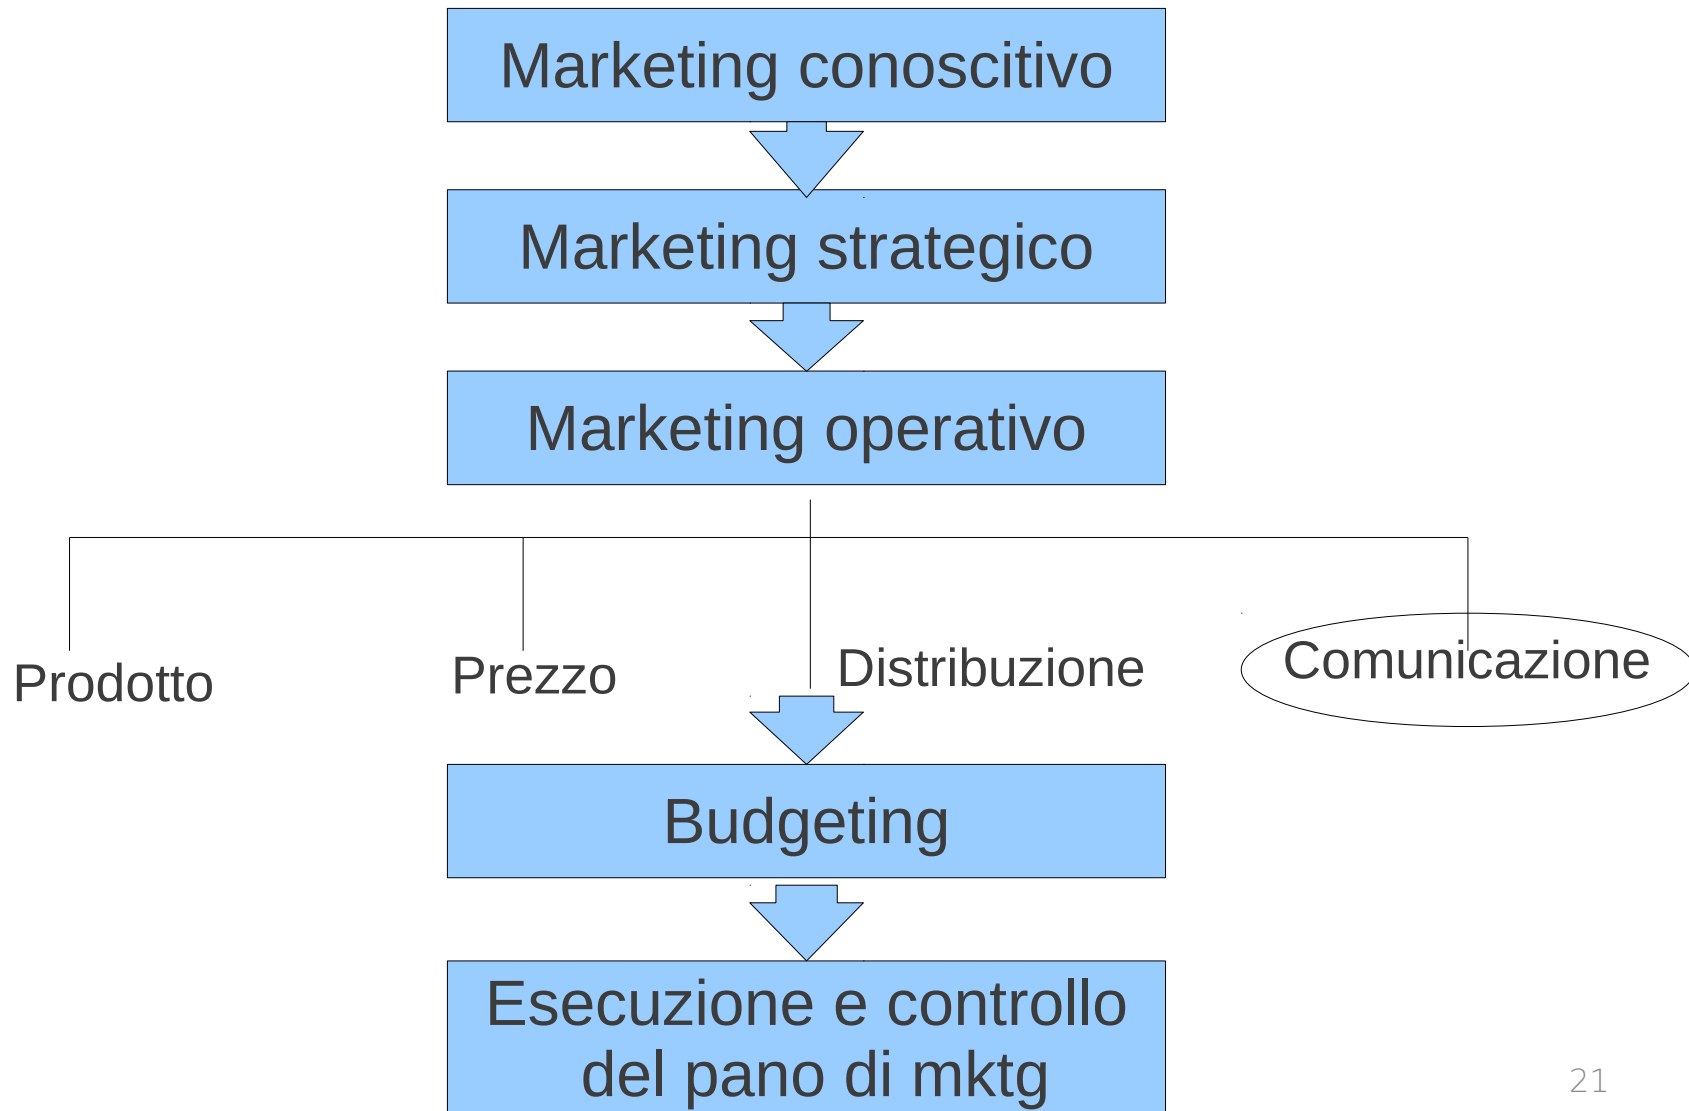 Marketing conoscitivo
Marketing strategico
Marketing operativo
Prodotto
Prezzo
Distribuzione
Comunicazione
Budgeting
Esecuzione e controllo
del pano di mktg
21